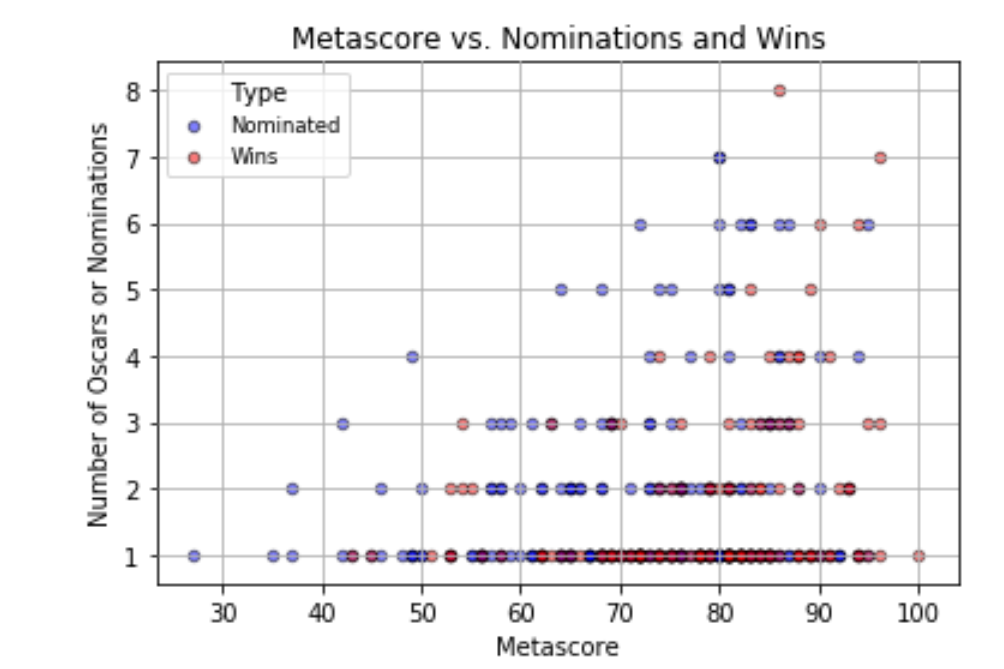 Metascore vs. Nominations and Wins
Type
Nominated
Wins
8
7
6
5
4
3
2
1
Number of Oscars or Nominations
30 40 50 60 70 80 90 100
Metascore